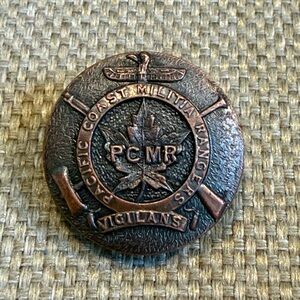 PACIFIC COAST MILITIA RANGERS
PCMR
VIGILANS